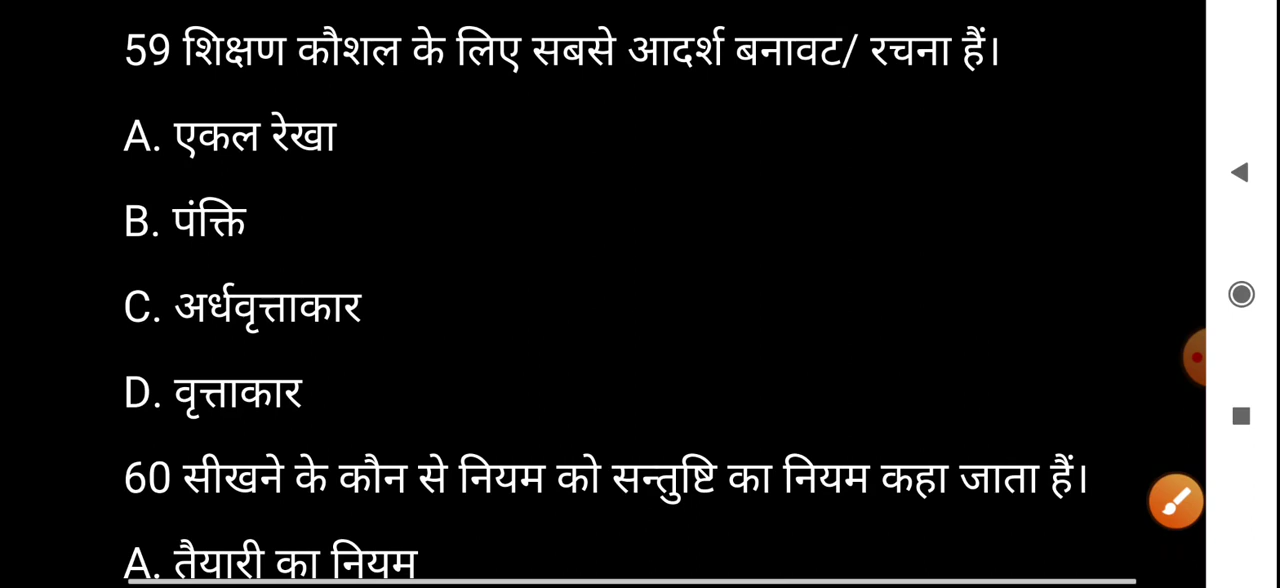 59 शिक्षण कौशल के लिए सबसे आदर्श बनावट/ रचना हैं।
A. एकल रेखा
B. पंक्ति
C. अर्धवृत्ताकार
D. वृत्ताकार
60 सीखने के कौन से नियम को सन्तुष्टि का नियम कहा जाता हैं।
A. तैयारी का नियम